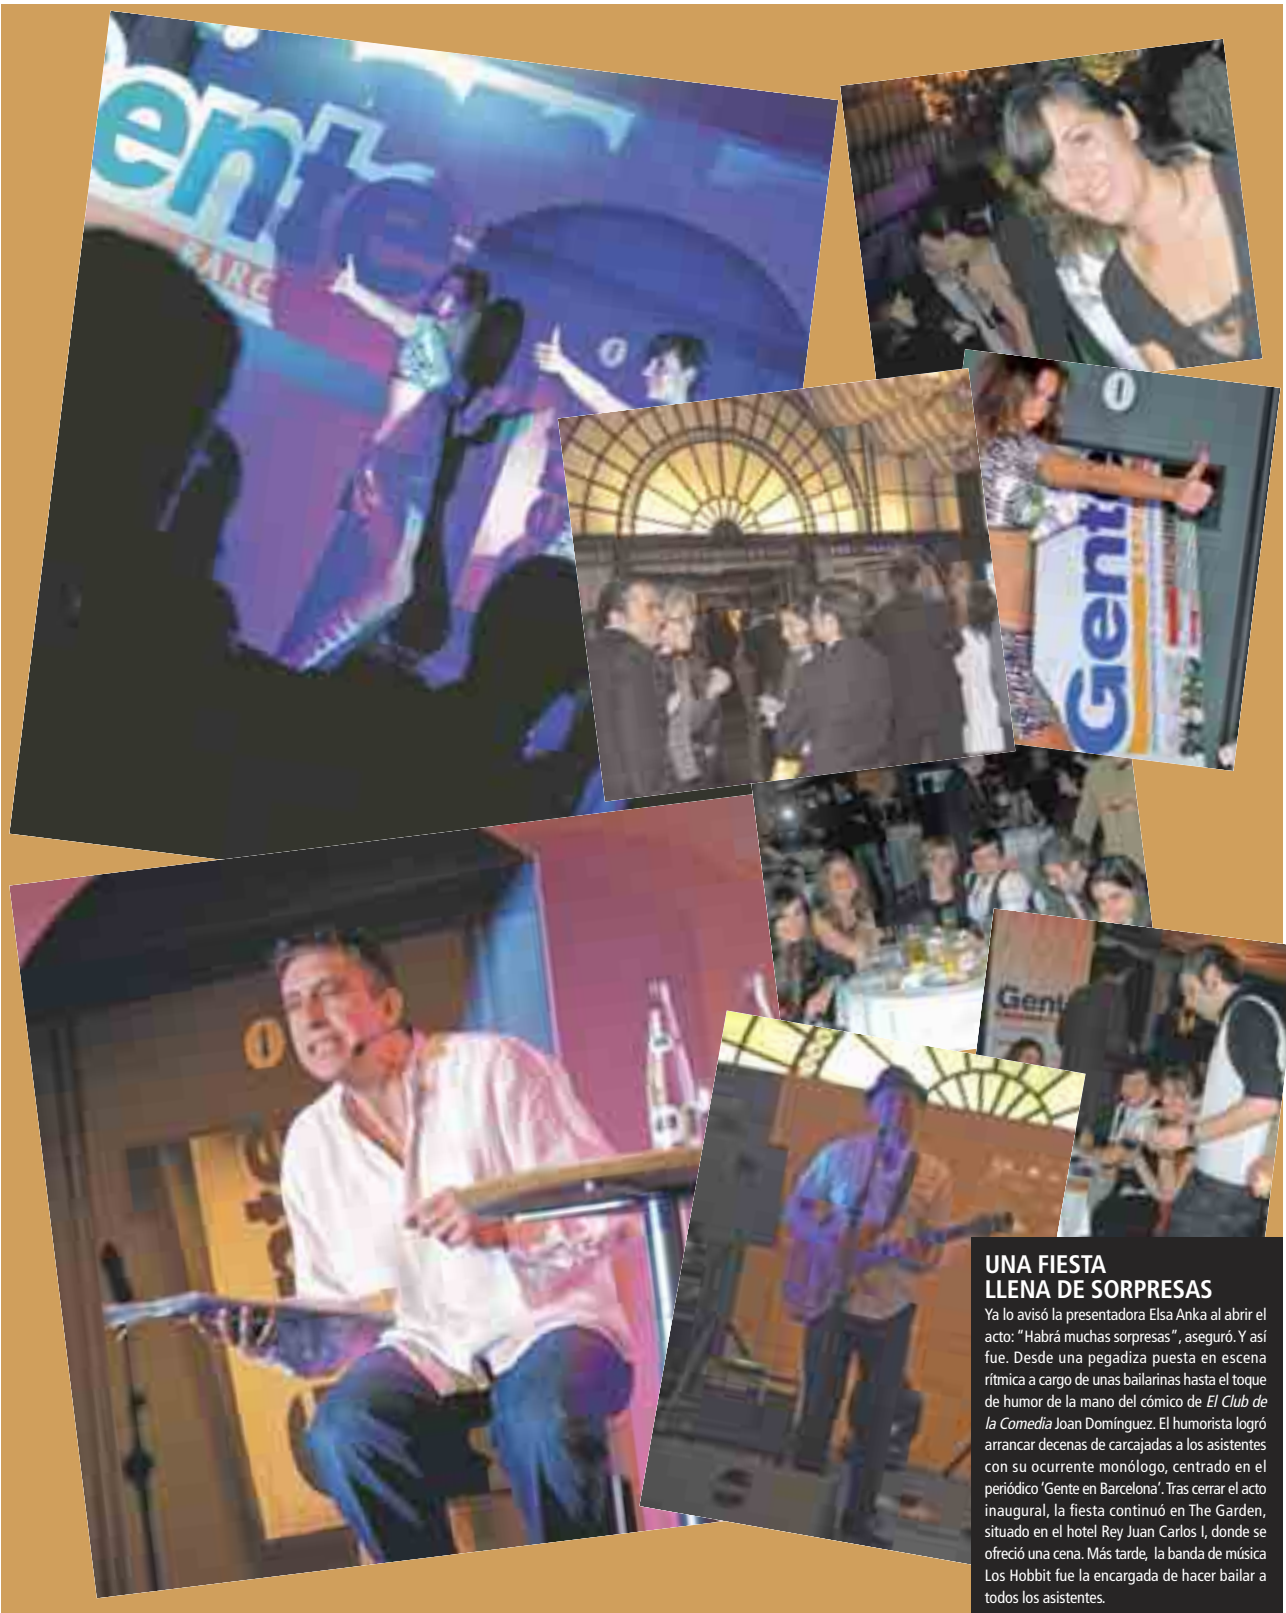 ente
Gente
Gent
UNA FIESTA
LLENA DE SORPRESAS
Ya lo avisó la presentadora Elsa Anka al abrir el
acto: “Habrá muchas sorpresas”, aseguró. Y así
fue. Desde una pegadiza puesta en escena
rítmica a cargo de unas bailarinas hasta el toque
de humor de la mano del cómico de El Club de
la Comedia Joan Domínguez. El humorista logró
arrancar decenas de carcajadas a los asistentes
con su ocurrente monólogo, centrado en el
periódico ‘Gente en Barcelona’. Tras cerrar el acto
inaugural, la fiesta continuó en The Garden,
situado en el hotel Rey Juan Carlos I, donde se
ofreció una cena. Más tarde, la banda de música
Los Hobbit fue la encargada de hacer bailar a
todos los asistentes.